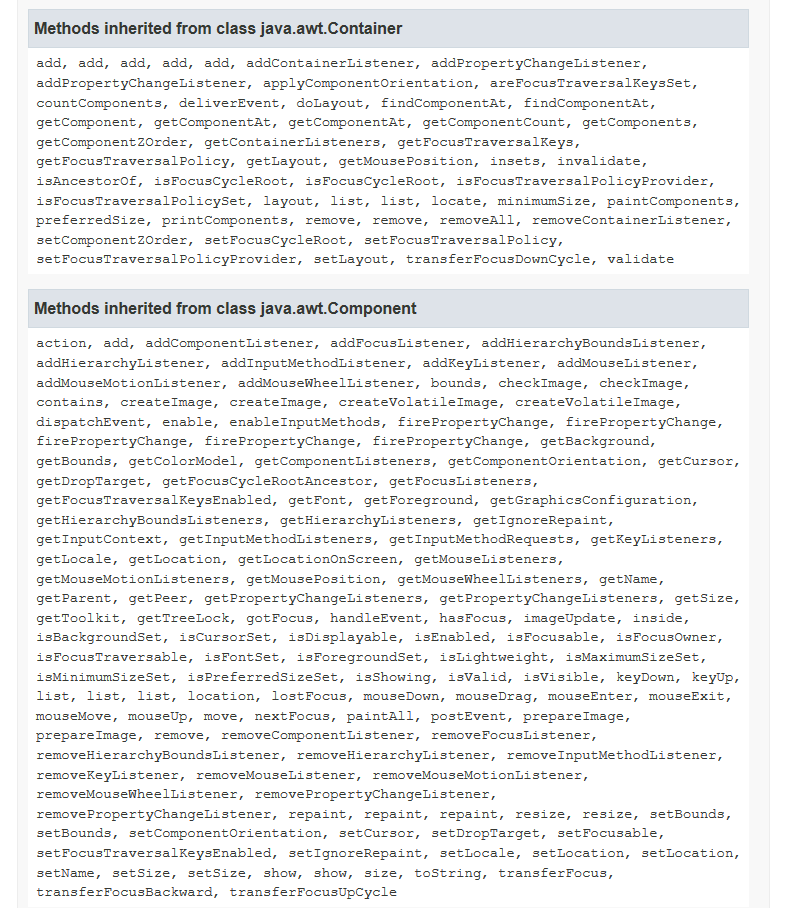 Methods inherited from class java.awt.Container
add, add, add, add, add, addContainerListener, addPropertyChangeListener,
addPropertyChangeListener, applyComponentOrientation, areFocusTraversalKeysSet,
countComponents, deliverEvent, doLayout, findComponentAt, findComponentAt,
getComponent, getComponentAt, getComponentAt, getComponentCount, getComponents,
getComponentZOrder, getContainerListeners, getFocusTraversalKeys,
getFocusTraversalPolicy, getLayout, getMousePosition, insets, invalidate,
isAncestorOf, isFocusCycleRoot, isFocusCycleRoot, isFocusTraversalPolicyProvider,
isFocusTraversalPolicySet, layout, list, list, locate, minimumSize, paintComponents,
preferredSize, printComponents, remove, remove, removeAll, removeContainerListener,
setComponentZOrder, setFocusCycleRoot, setFocusTraversalPolicy,
setFocusTraversalPolicyProvider, setLayout, transferFocusDownCycle, validate
Methods inherited from class java.awt.Component
action, add, addComponentListener, addFocusListener, addHierarchyBoundsListener,
addHierarchyListener, addInputMethodListener, addKeyListener, addMouseListener,
addMouseMotionListener, addMouseWheelListener, bounds, checkImage, checkImage,
contains, createImage, createImage, createVolatileImage, createVolatileImage,
dispatchEvent, enable, enableInputMethods, firePropertyChange, firePropertyChange,
firePropertyChange, firePropertyChange, firePropertyChange, getBackground,
getBounds, getColorModel, getComponentListeners, getComponentOrientation, getCursor,
getDropTarget, getFocusCycleRootAncestor, getFocusListeners,
getFocusTraversalKeysEnabled, getFont, getForeground, getGraphicsConfiguration,
getHierarchyBoundsListeners, getHierarchyListeners, getIgnoreRepaint,
getInputContext, getInputMethodListeners, getInputMethodRequests, getKeyListeners,
getLocale, getLocation, getLocationOnScreen, getMouseListeners,
getMouseMotionListeners, getMousePosition, getMouseWheelListeners, getName,
getParent, getPeer, getPropertyChangeListeners, getPropertyChangeListeners, getSize,
getToolkit, getTreeLock, gotFocus, handleEvent, hasFocus, imageUpdate, inside,
isBackgroundSet, isCursorSet, isDisplayable, isEnabled, isFocusable, isFocusOwner,
isFocusTraversable, isFontSet, isForegroundSet, isLightweight, isMaximumSizeSet,
isMinimumSizeSet, isPreferredSizeSet, isShowing, isValid, isVisible, keyDown, keyUp,
list, list, list, location, lostFocus, mouseDown, mouseDrag, mouseEnter, mouseExit,
mouseMove, mouseUp, move, nextFocus, paintAll, postEvent, prepareImage,
prepareImage, remove, removeComponentListener, removeFocusListener,
removeHierarchyBoundsListener, removeHierarchyListener, removeInputMethodListener,
removeKeyListener, removeMouseListener, removeMouseMotionListener,
removeMouseWheelListener, removePropertyChangeListener,
removePropertyChangeListener, repaint, repaint, repaint, resize, resize, setBounds,
setBounds, setComponentOrientation, setCursor, setDropTarget, setFocusable,
setFocusTraversalKeysEnabled, setIgnoreRepaint, setLocale, setLocation, setLocation,
setName, setSize, setSize, show, show, size, toString, transferFocus,
transferFocusBackward, transferFocusUpCycle